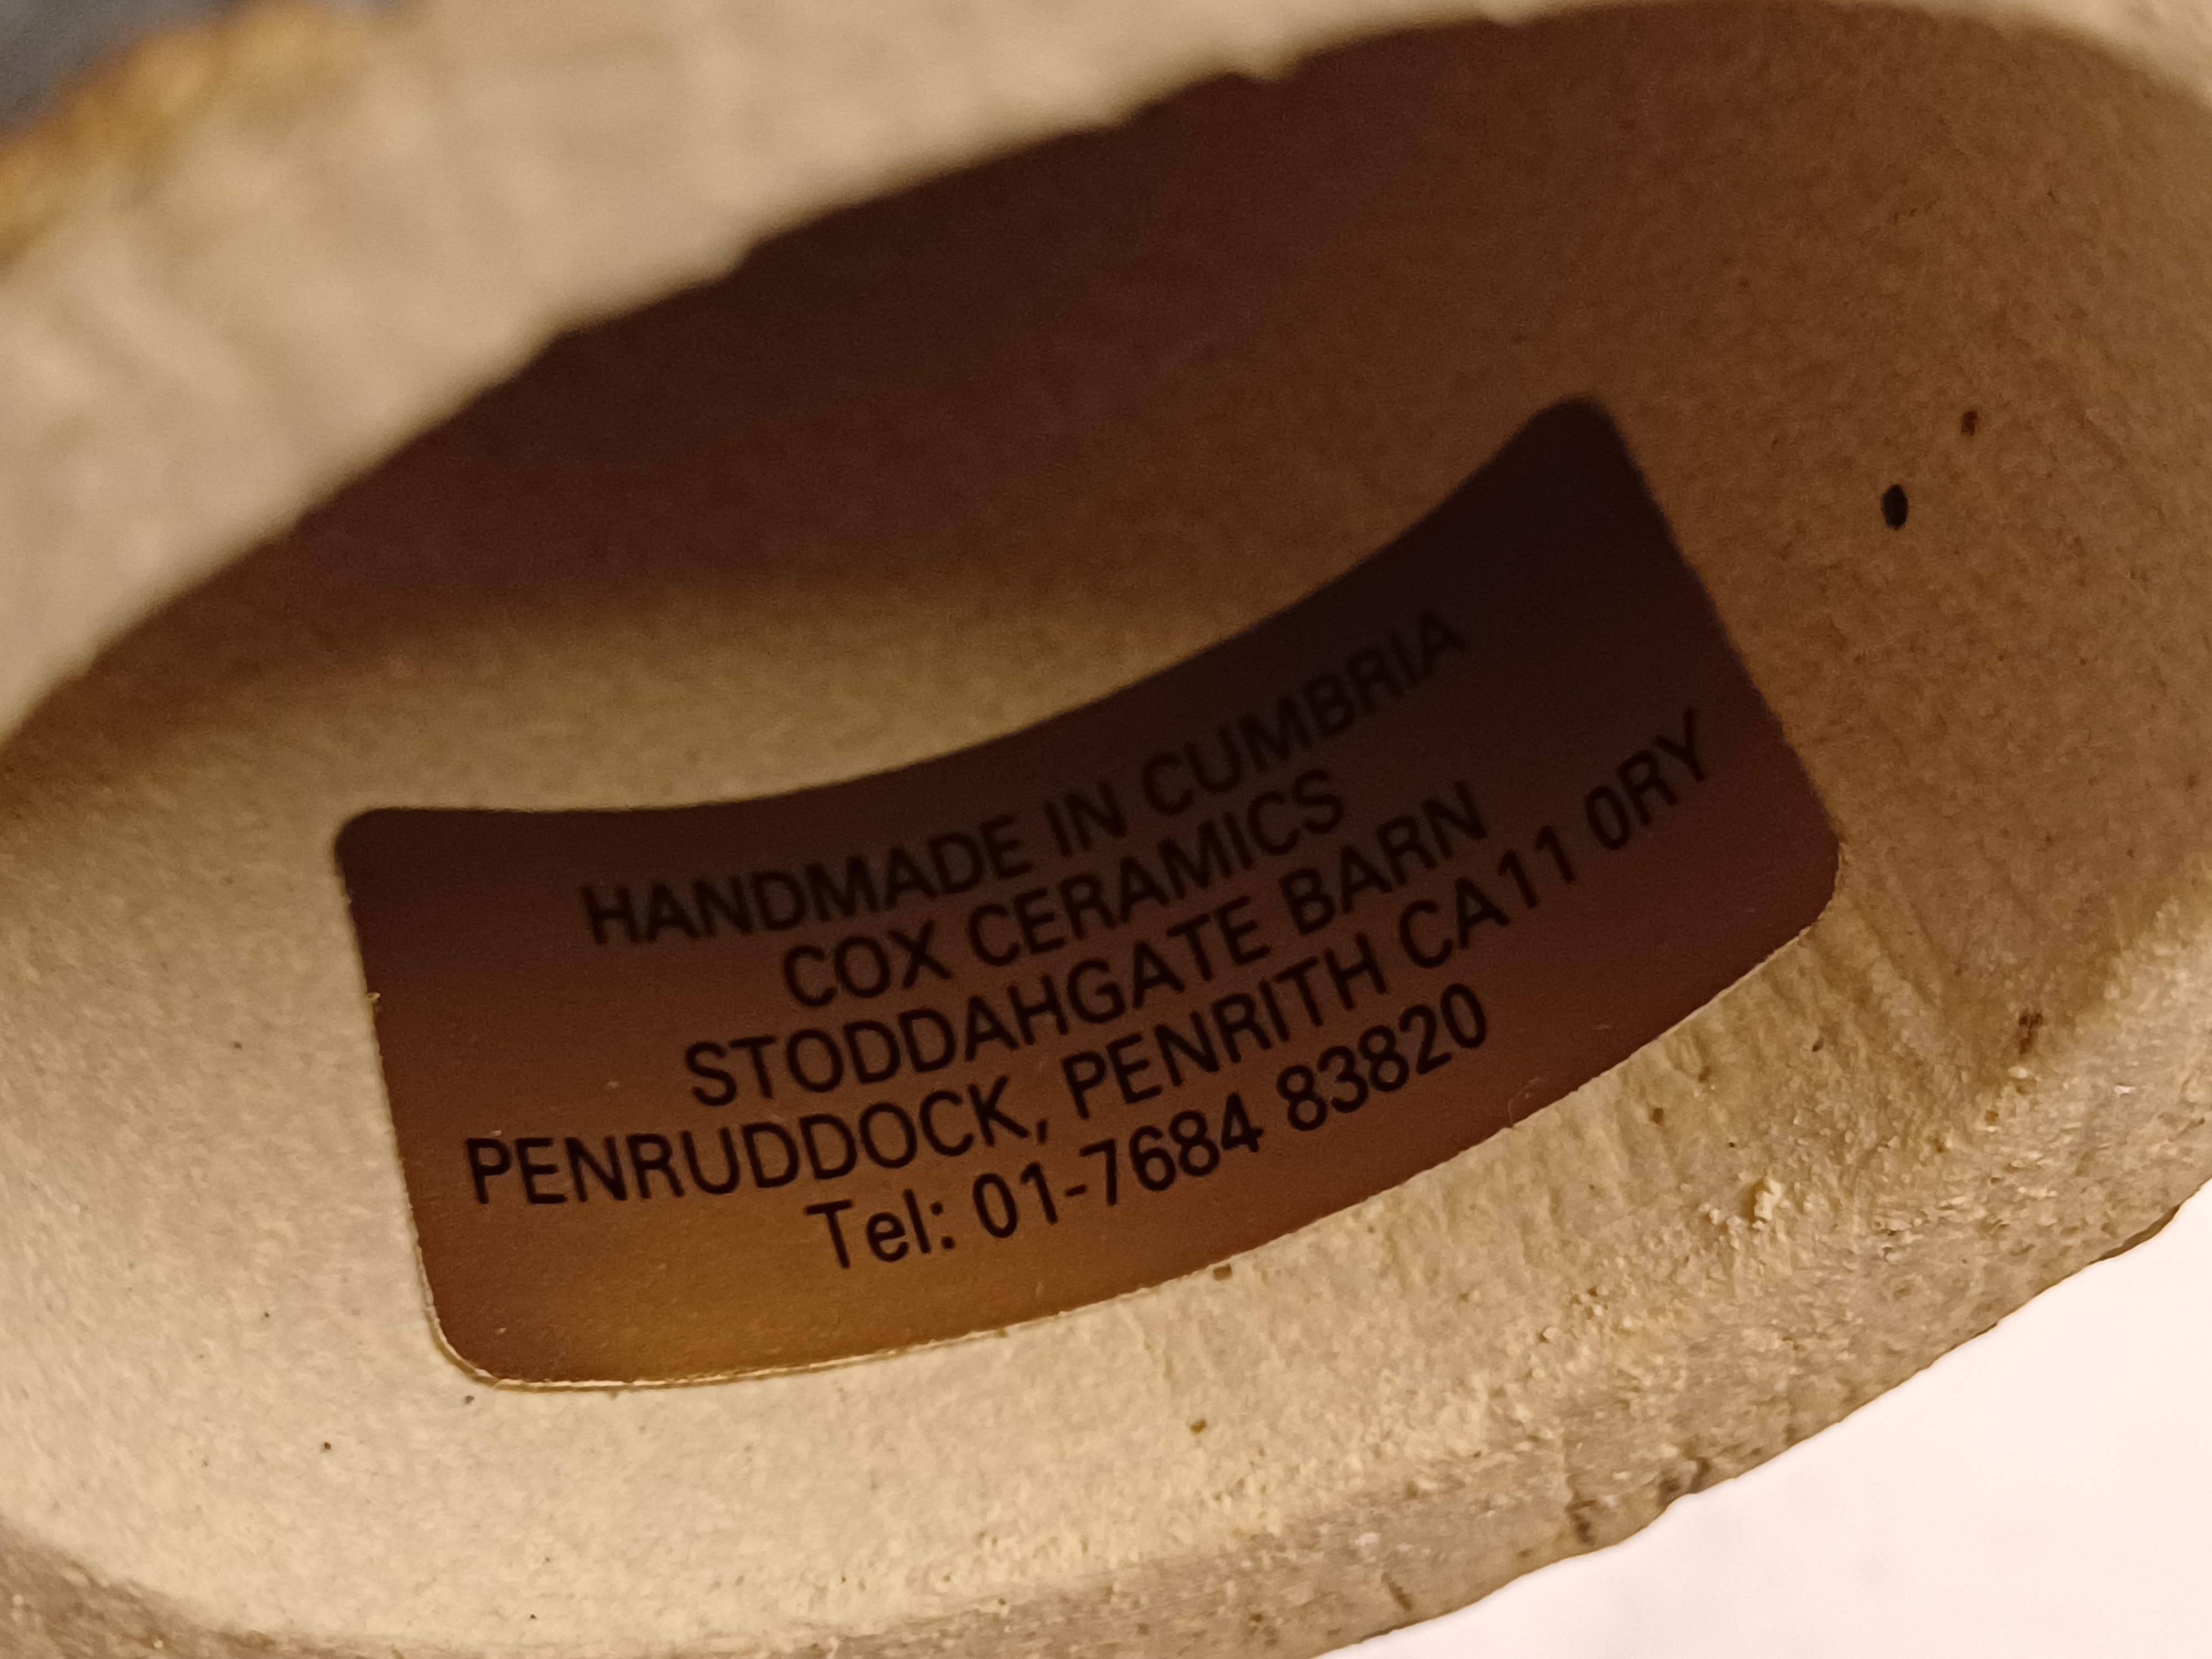 HANDMADE IN CUMBRIA
COX CERAMICS
STODDAHGATE BARN
PENRUDDOCK, PENRITH CA11 0RY
Tel: 01-7684 83820